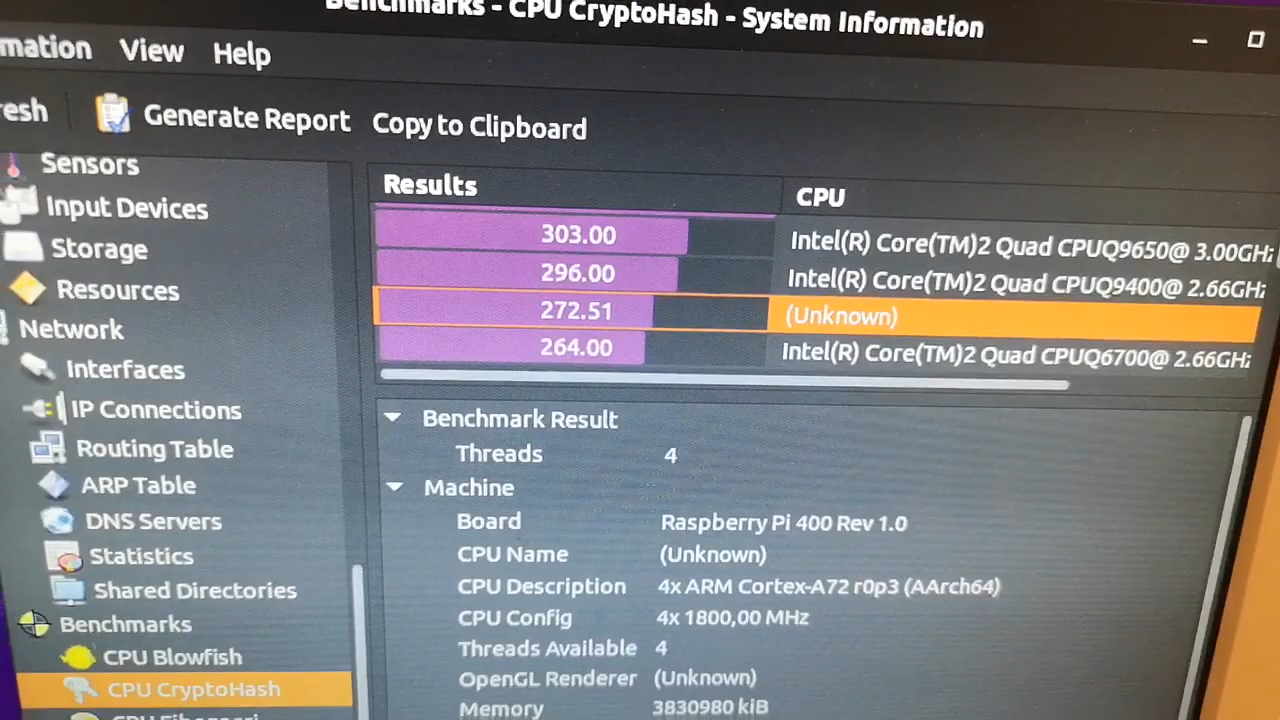 Benchmarks - CPU CryptoHash - System Information
View Help
Generate Report Copy to Clipboard
Sensors
Input Devices
Storage
Resources
Network
Interfaces
IP Connections
Routing Table
ARP Table
DNS Servers
Statistics
Shared Directories
Benchmarks
CPU Blowfish
CPU CryptoHash
Results CPU
303.00 Intel(R) Core(TM)2 Quad CPUQ9650@ 3.00GHz
296.00 Intel(R) Core(TM)2 Quad CPUQ9400@ 2.66GHz
272.51 (Unknown)
264.00 Intel(R) Core(TM)2 Quad CPUQ6700@ 2.66GHz
Benchmark Result
Threads 4
Machine
Board Raspberry Pi 400 Rev 1.0
CPU Name (Unknown)
CPU Description 4x ARM Cortex-A72 r0p3 (AArch64)
CPU Config 4x 1800,00 MHz
Threads Available 4
OpenGL Renderer (Unknown)
Memory 3830980 kiB